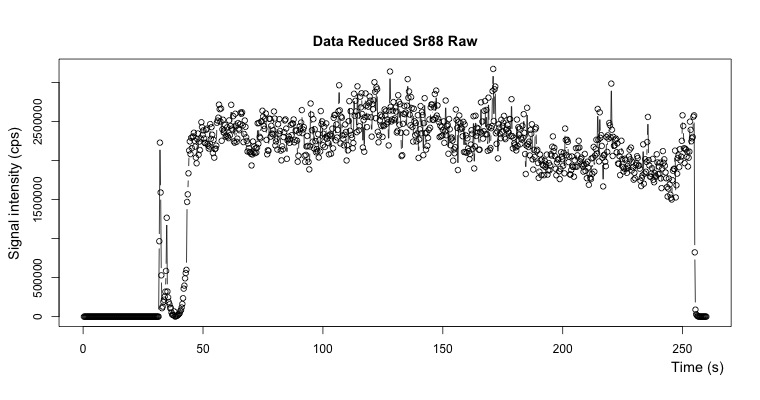 Data Reduced Sr88 Raw
Signal intensity (cps)
2500000
1500000
500000
0
0 50 100 150 200 250
Time (s)